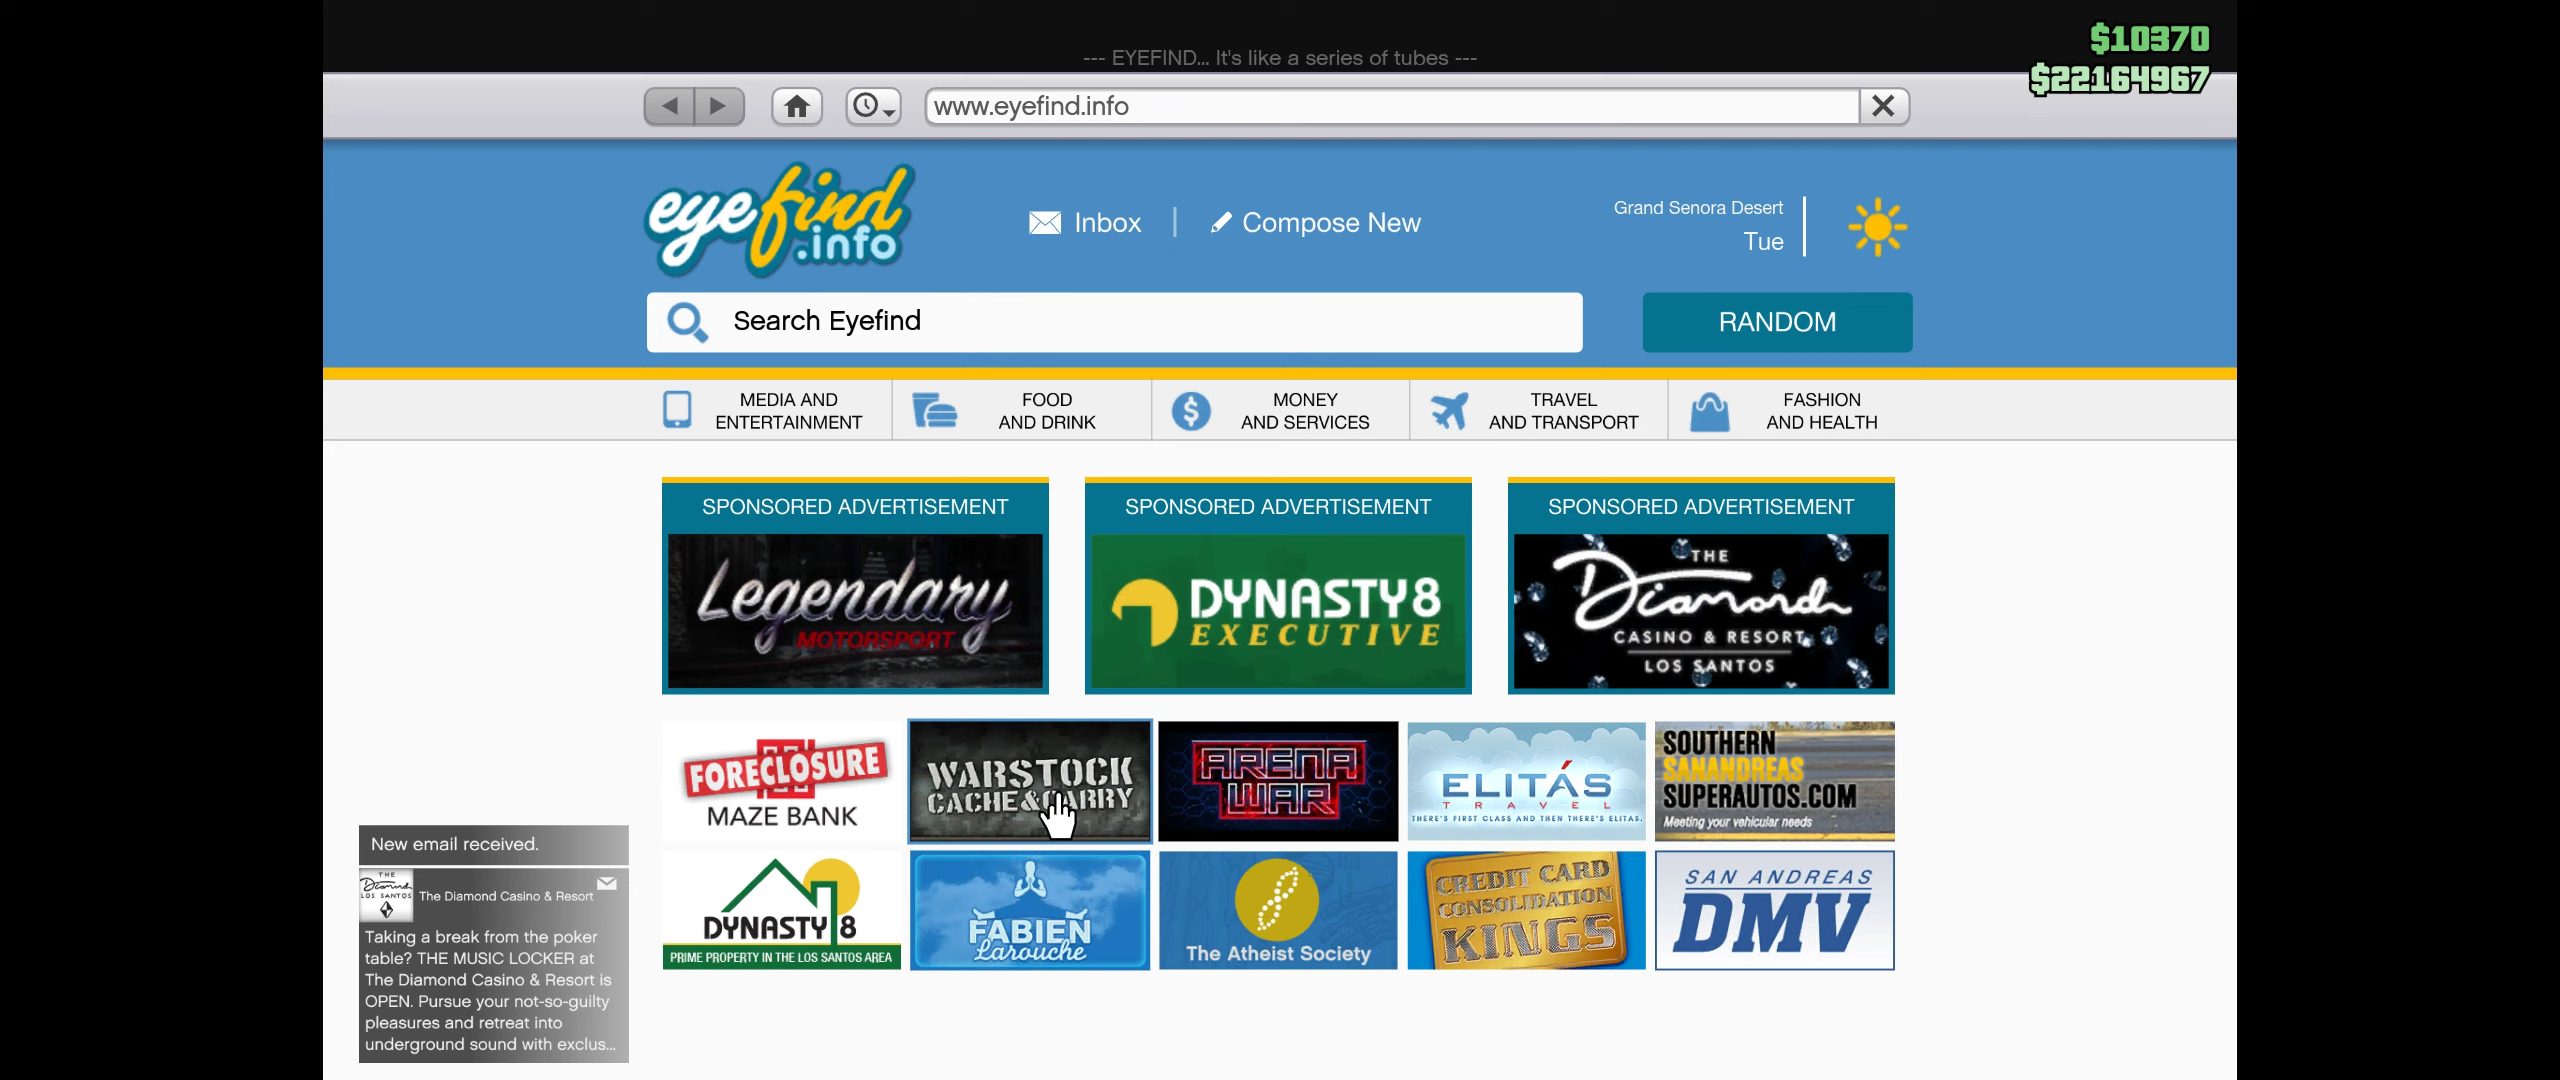 --- EYEFIND... It's like a series of tubes ---
$10370
$22164967
www.eyefind.info
eyefind
.info
Inbox
Compose New
Grand Senora Desert
Tue
Search Eyefind
RANDOM
MEDIA AND
ENTERTAINMENT
FOOD
AND DRINK
MONEY
AND SERVICES
TRAVEL
AND TRANSPORT
FASHION
AND HEALTH
SPONSORED ADVERTISEMENT
Legendary
MOTORSPORT
SPONSORED ADVERTISEMENT
DYNASTY8
EXECUTIVE
SPONSORED ADVERTISEMENT
THE
Diamond
CASINO & RESORT
LOS SANTOS
FORECLOSURE
MAZE BANK
WARSTOCK
CACHE&CARRY
ARENA
WAR
ELITÁS
TRAVEL
THERE'S FIRST CLASS AND THEN THERE'S ELITAS.
SOUTHERN
SANANDREAS
SUPERAUTOS.COM
Meeting your vehicular needs
DYNASTY 8
PRIME PROPERTY IN THE LOS SANTOS AREA
FABIEN
Larouche
The Atheist Society
CREDIT CARD
CONSOLIDATION
KINGS
SAN ANDREAS
DMV
New email received.
THE
Diamond
LOS SANTOS
The Diamond Casino & Resort
Taking a break from the poker
table? THE MUSIC LOCKER at
The Diamond Casino & Resort is
OPEN. Pursue your not-so-guilty
pleasures and retreat into
underground sound with exclus...